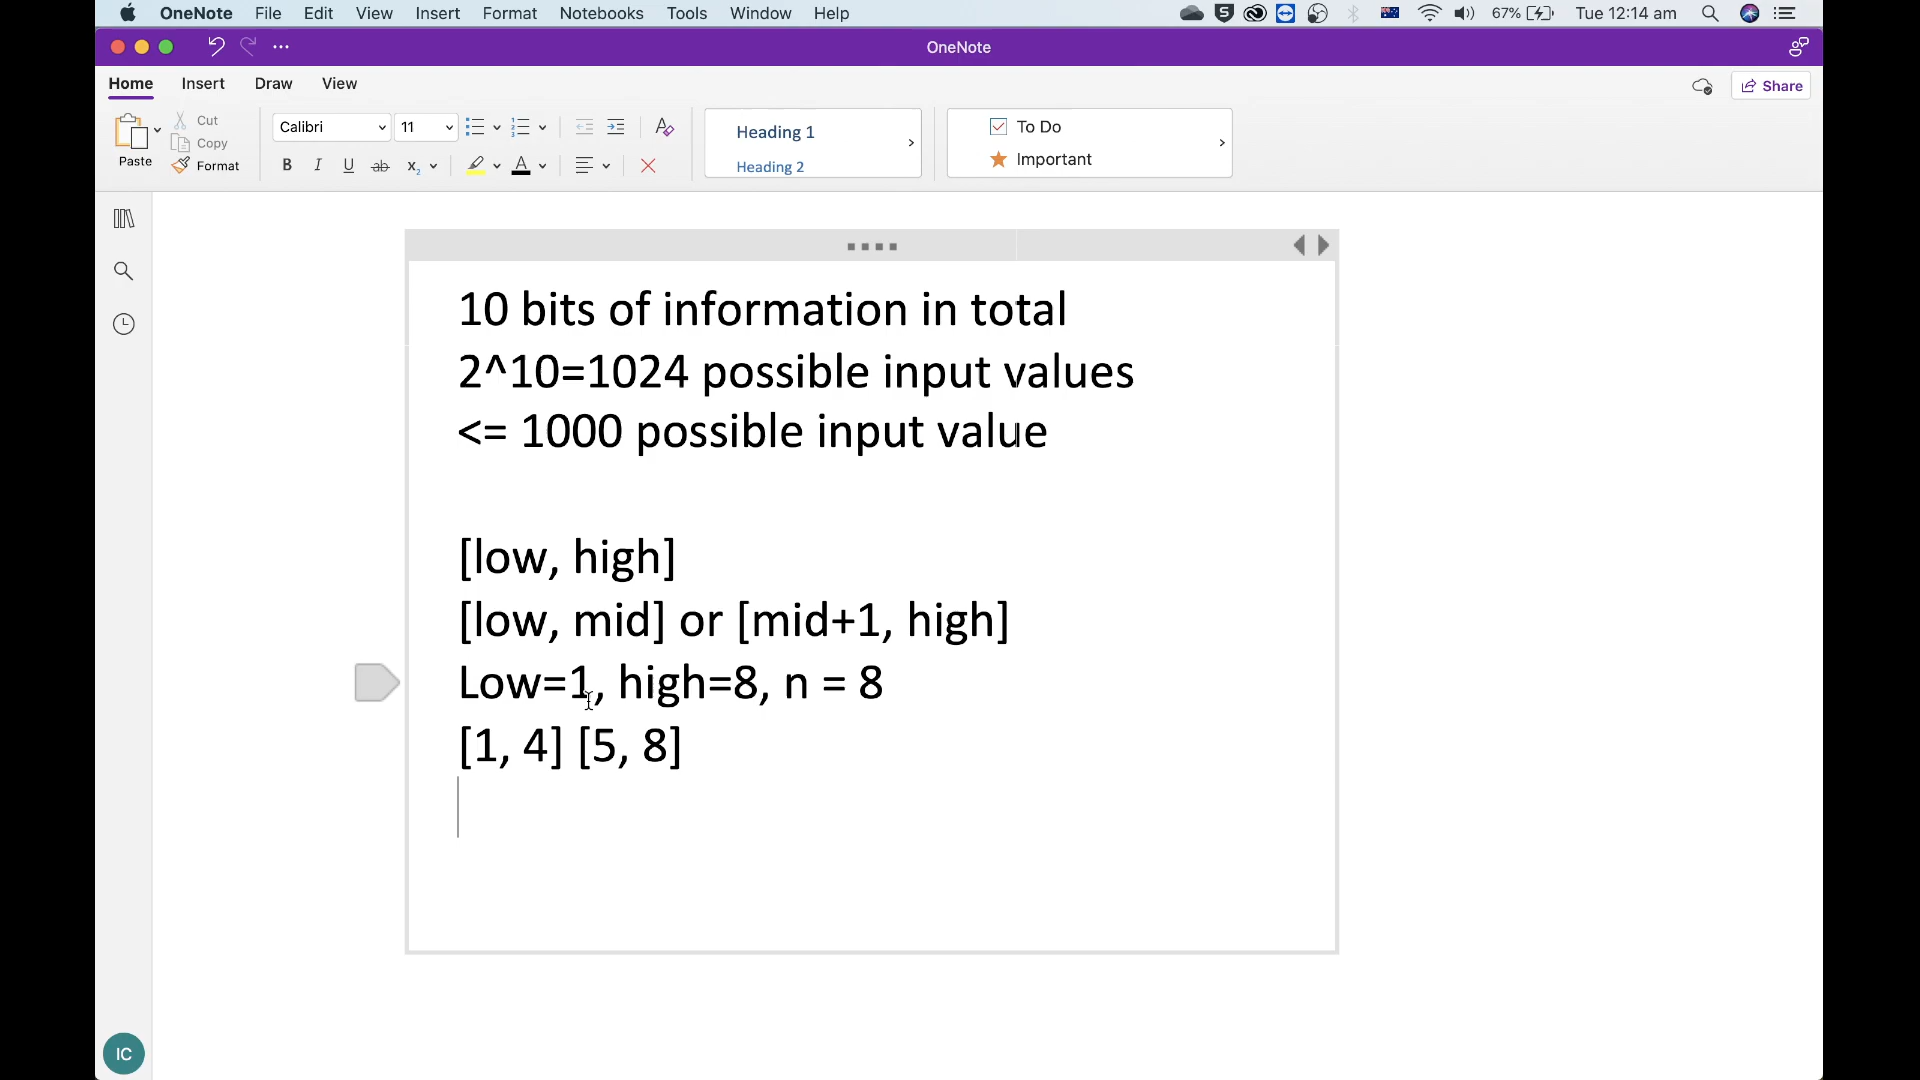 OneNote File Edit View Insert Format Notebooks Tools Window Help 67% Tue 12:14 am
OneNote
Home Insert Draw View Share
Paste Cut Copy Format
Calibri 11
Heading 1
Heading 2
To Do
Important
10 bits of information in total
2^10=1024 possible input values
<= 1000 possible input value
[low, high]
[low, mid] or [mid+1, high]
Low=1, high=8, n = 8
[1, 4] [5, 8]
IC